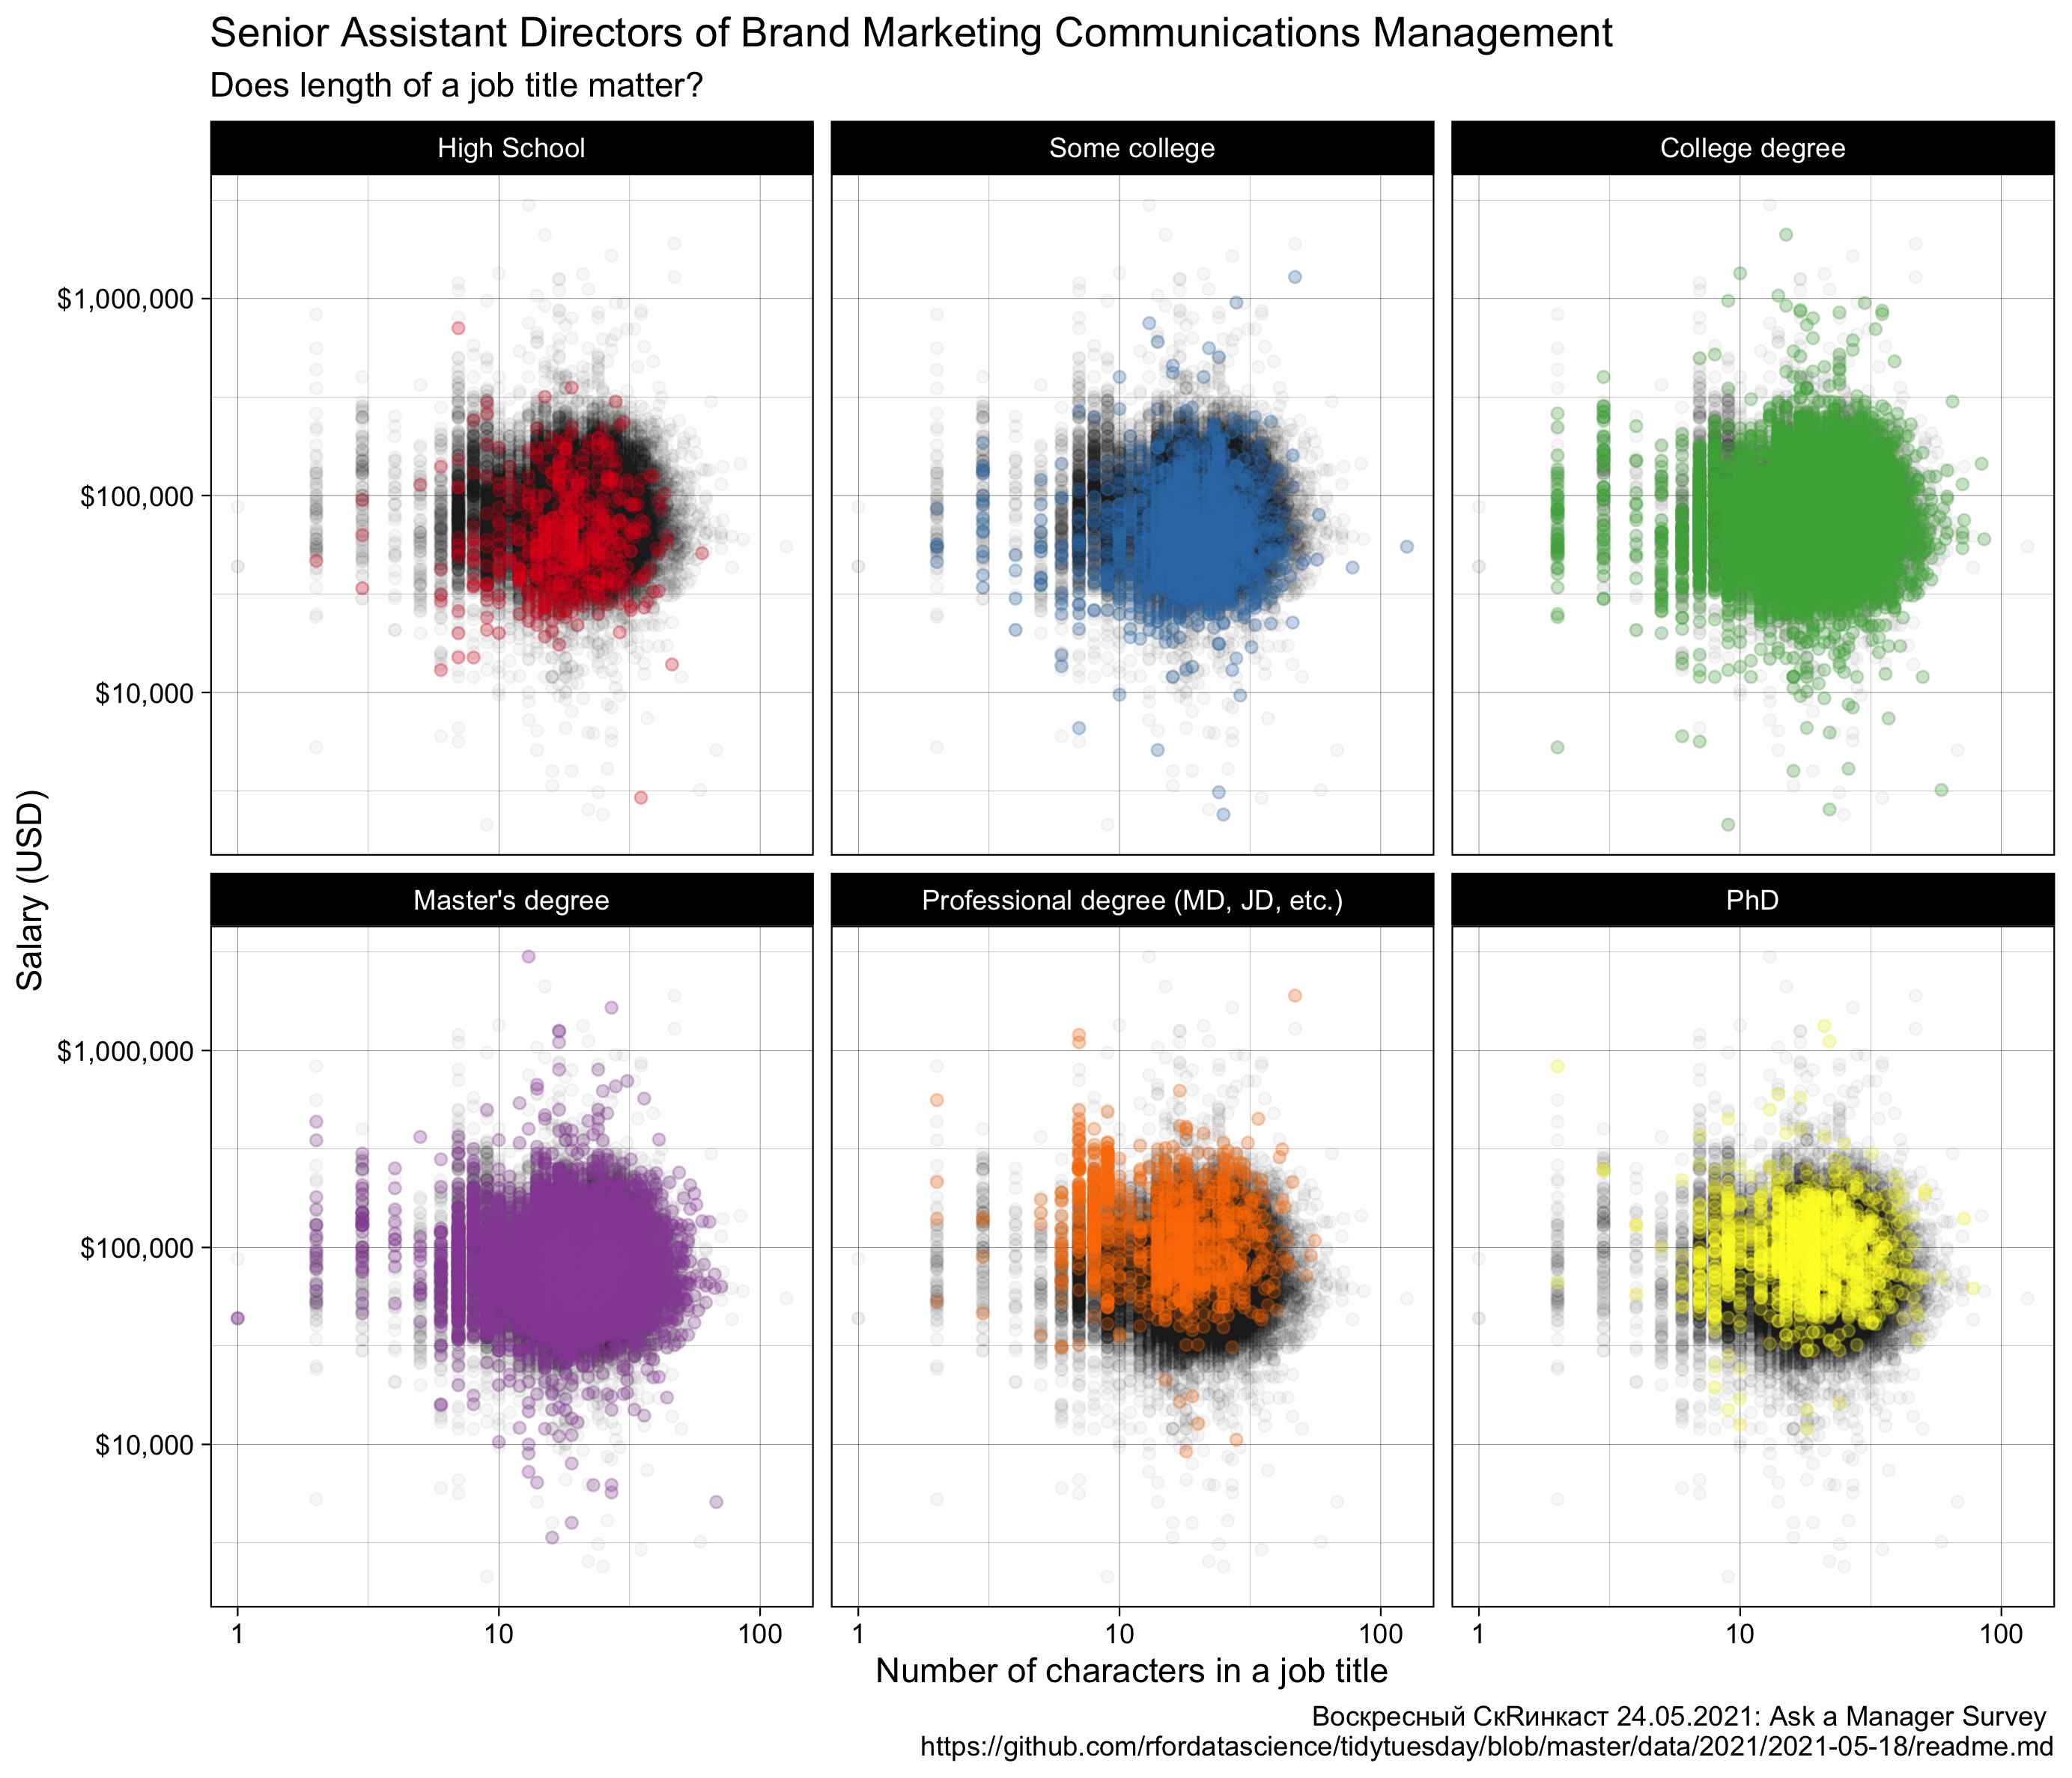 Senior Assistant Directors of Brand Marketing Communications Management
Does length of a job title matter?
High School
Some college
College degree
$1,000,000
$100,000
$10,000
Salary (USD)
Master's degree
Professional degree (MD, JD, etc.)
PhD
$1,000,000
$100,000
$10,000
1 10 100 1 10 100 1 10 100
Number of characters in a job title
Воскресный СкRинкаст 24.05.2021: Ask a Manager Survey
https://github.com/rfordatascience/tidytuesday/blob/master/data/2021/2021-05-18/readme.md